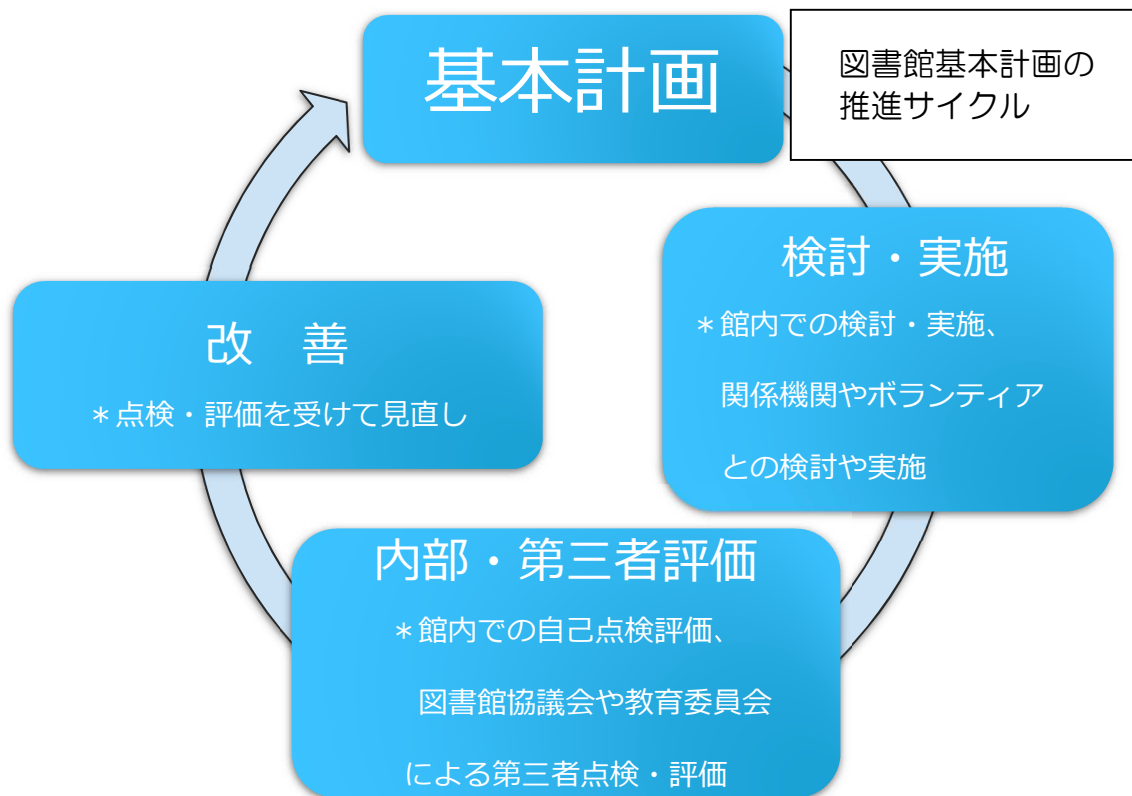 基本計画
図書館基本計画の
推進サイクル
検討・実施
＊館内での検討・実施、
関係機関やボランティア
との検討や実施
改　善
＊点検・評価を受けて見直し
内部・第三者評価
＊館内での自己点検評価、
図書館協議会や教育委員会
による第三者点検・評価